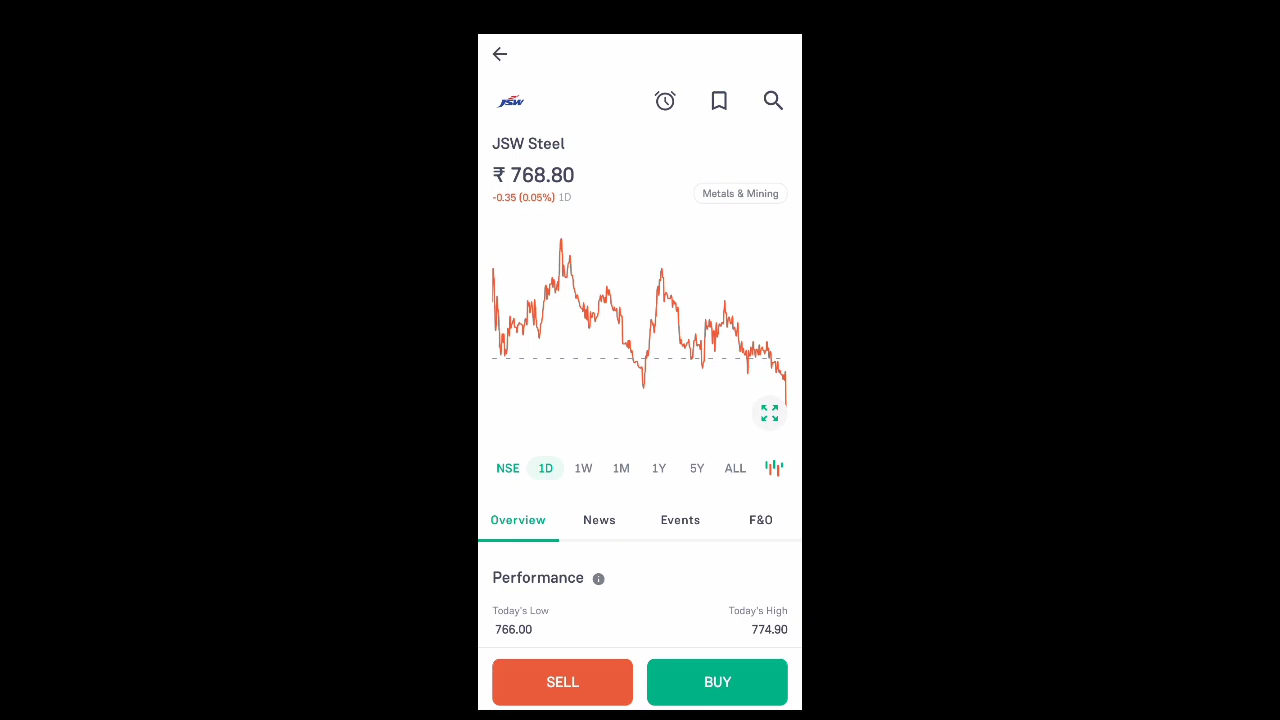 JSW
JSW Steel
₹ 768.80
-0.35 (0.05%) 1D
Metals & Mining
NSE 1D 1W 1M 1Y 5Y ALL
Overview News Events F&O
Performance
Today's Low Today's High
766.00 774.90
SELL BUY